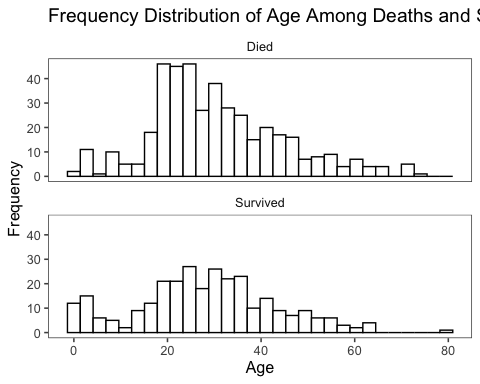 Frequency Distribution of Age Among Deaths and
Died
40
30
20
10
0
Frequency
Survived
40
30
20
10
0
0 20 40 60 80
Age